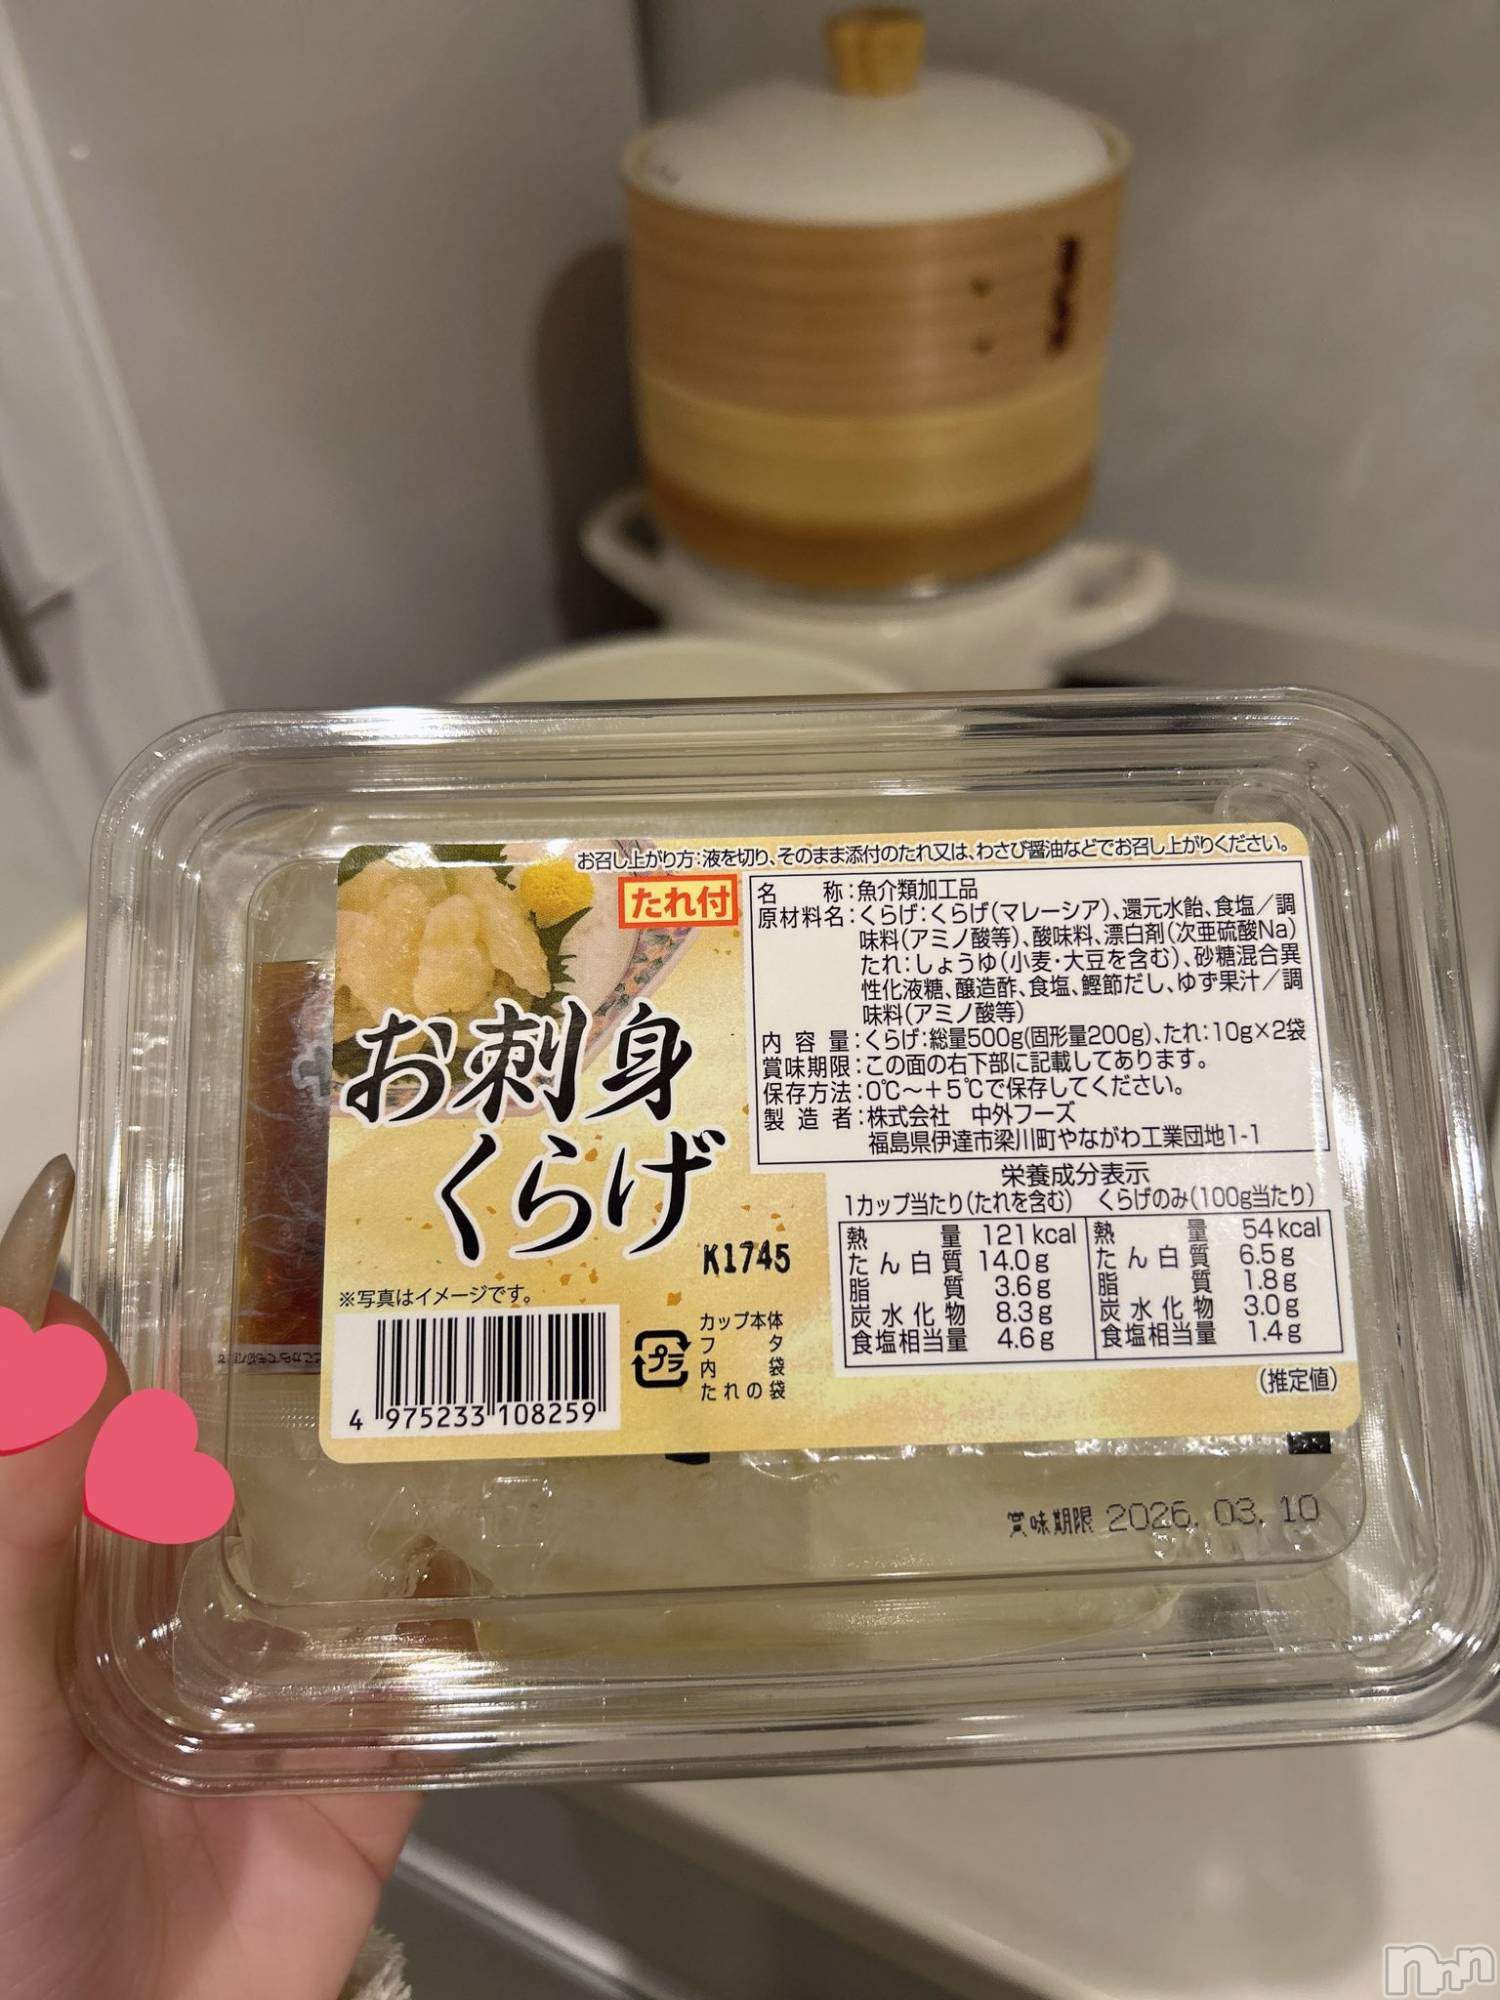 お召し上がり方:液を切り、そのまま添付のたれ又は、わさび醤油などでお召し上がりください。
たれ付
お刺身
くらげ
K1745
※写真はイメージです。
4 975233 108259
プラ
カップ本体
フタ
内袋
たれの袋
名称:魚介類加工品
原材料名:くらげ:くらげ(マレーシア)、還元水飴、食塩/調
味料(アミノ酸等)、酸味料、漂白剤(次亜硫酸Na)
たれ:しょうゆ(小麦・大豆を含む)、砂糖混合異
性化液糖、醸造酢、食塩、鰹節だし、ゆず果汁/調
味料(アミノ酸等)
内容量:くらげ:総量500g(固形量200g)、たれ:10g×2袋
賞味期限:この面の右下部に記載してあります。
保存方法:0℃~+5℃で保存してください。
製造者:株式会社 中外フーズ
福島県伊達市梁川町やながわ工業団地1-1
栄養成分表示
1カップ当たり(たれを含む) くらげのみ(100g当たり)
熱量 121kcal 熱量 54kcal
たん白質 14.0g たん白質 6.5g
脂質 3.6g 脂質 1.8g
炭水化物 8.3g 炭水化物 3.0g
食塩相当量 4.6g 食塩相当量 1.4g
(推定値)
賞味期限 2026.03.10
nnn